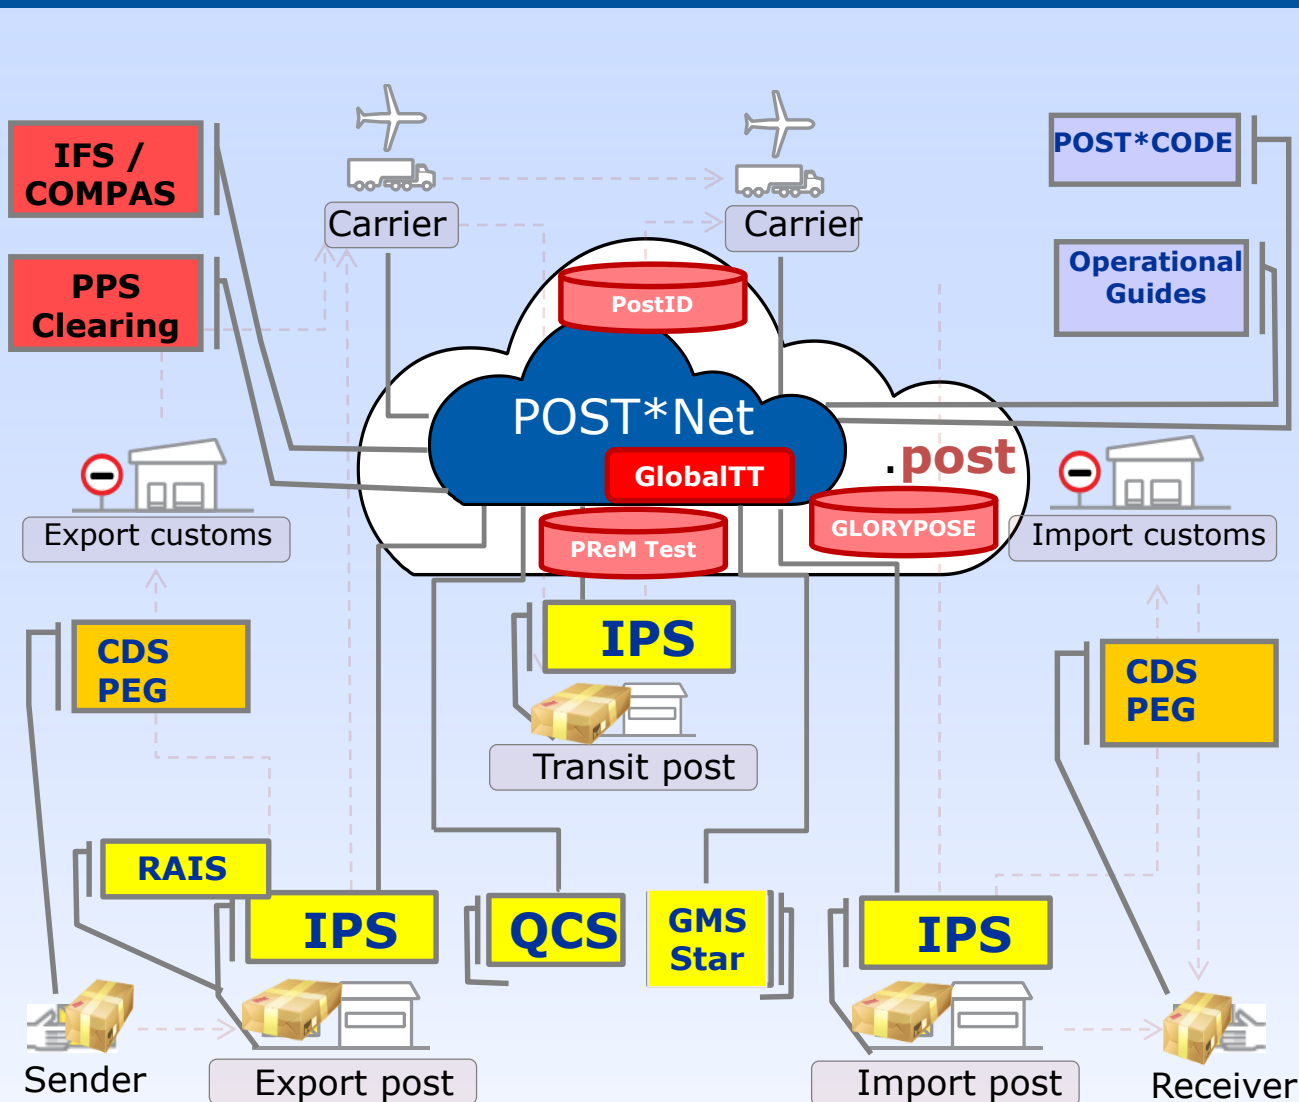 IFS /
COMPAS
Carrier
Carrier
POST*CODE
PPS
Clearing
PostID
Operational
Guides
POST*Net
GlobalTT
.post
GLORYPOSE
PReM Test
Export customs
Import customs
CDS
PEG
IPS
CDS
PEG
Transit post
RAIS
IPS
QCS
GMS
Star
IPS
Sender
Export post
Import post
Receiver